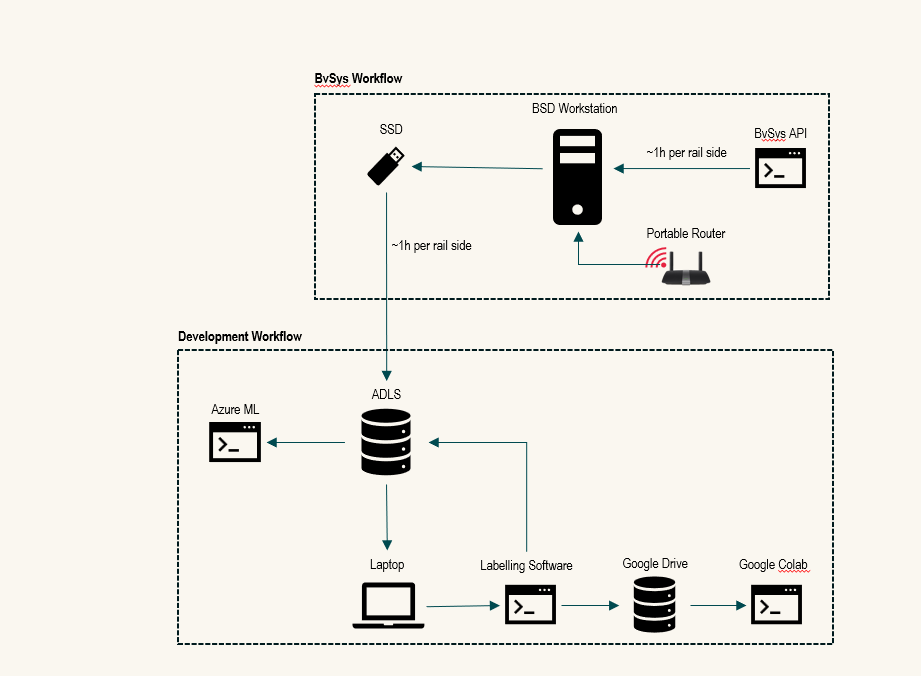 BvSys Workflow
BSD Workstation
SSD
BvSys API
~1h per rail side
Portable Router
~1h per rail side
Development Workflow
ADLS
Azure ML
Laptop
Labelling Software
Google Drive
Google Colab